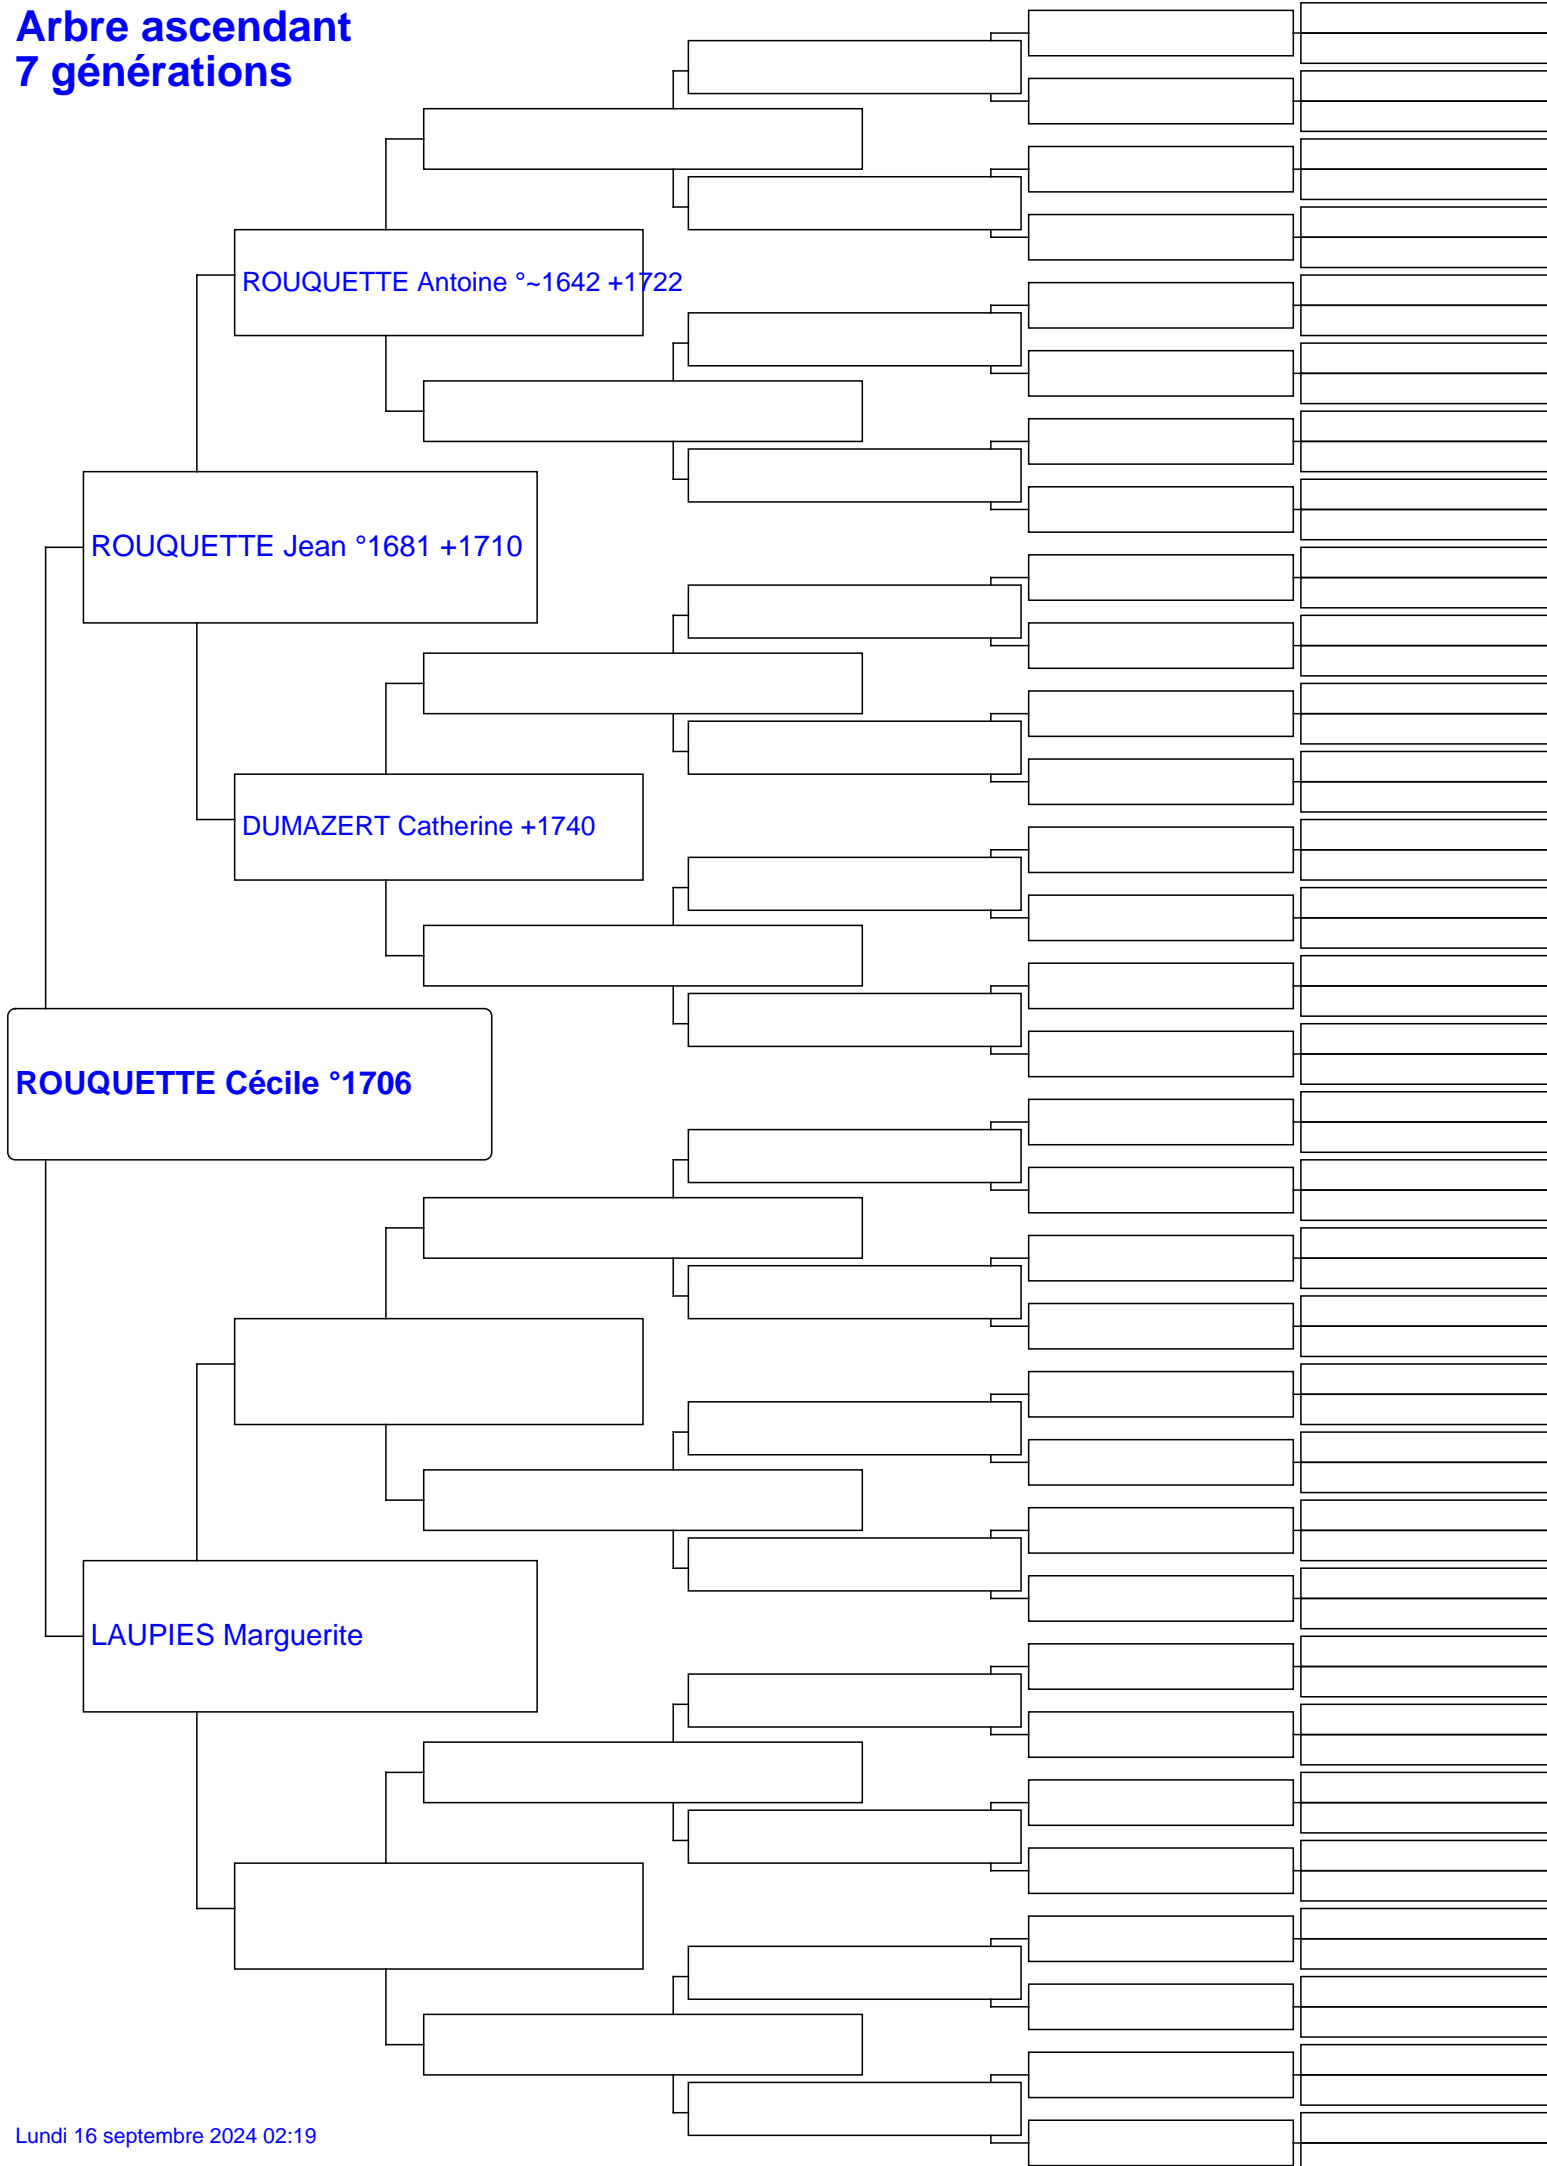 Arbre ascendant
7 générations
ROUQUETTE Antoine °~1642 +1722
ROUQUETTE Jean °1681 +1710
DUMAZERT Catherine +1740
ROUQUETTE Cécile °1706
LAUPIES Marguerite
Lundi 16 septembre 2024 02:19